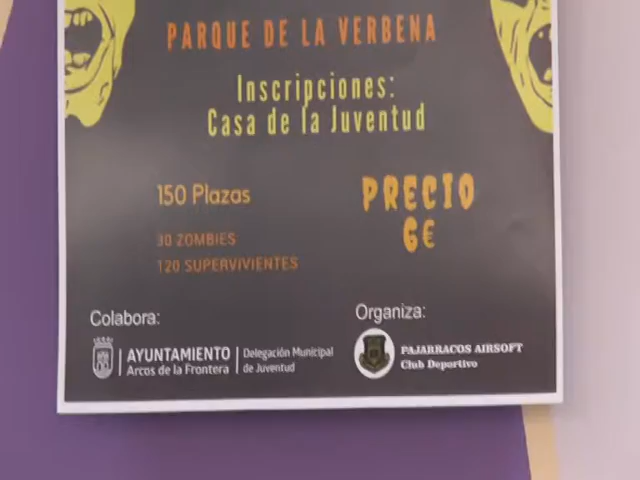 PARQUE DE LA VERBENA
Inscripciones:
Casa de la Juventud
150 Plazas
30 ZOMBIES
120 SUPERVIVIENTES
PRECIO
6€
Colabora:
AYUNTAMIENTO
Arcos de la Frontera
Delegación Municipal
de Juventud
Organiza:
PAJARRACOS AIRSOFT
Club Deportivo